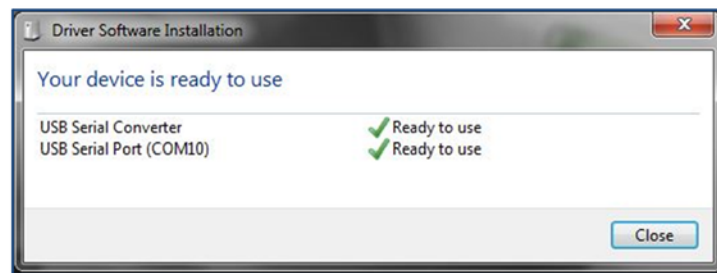 Driver Software Installation
Your device is ready to use
USB Serial Converter Ready to use
USB Serial Port (COM10) Ready to use
Close